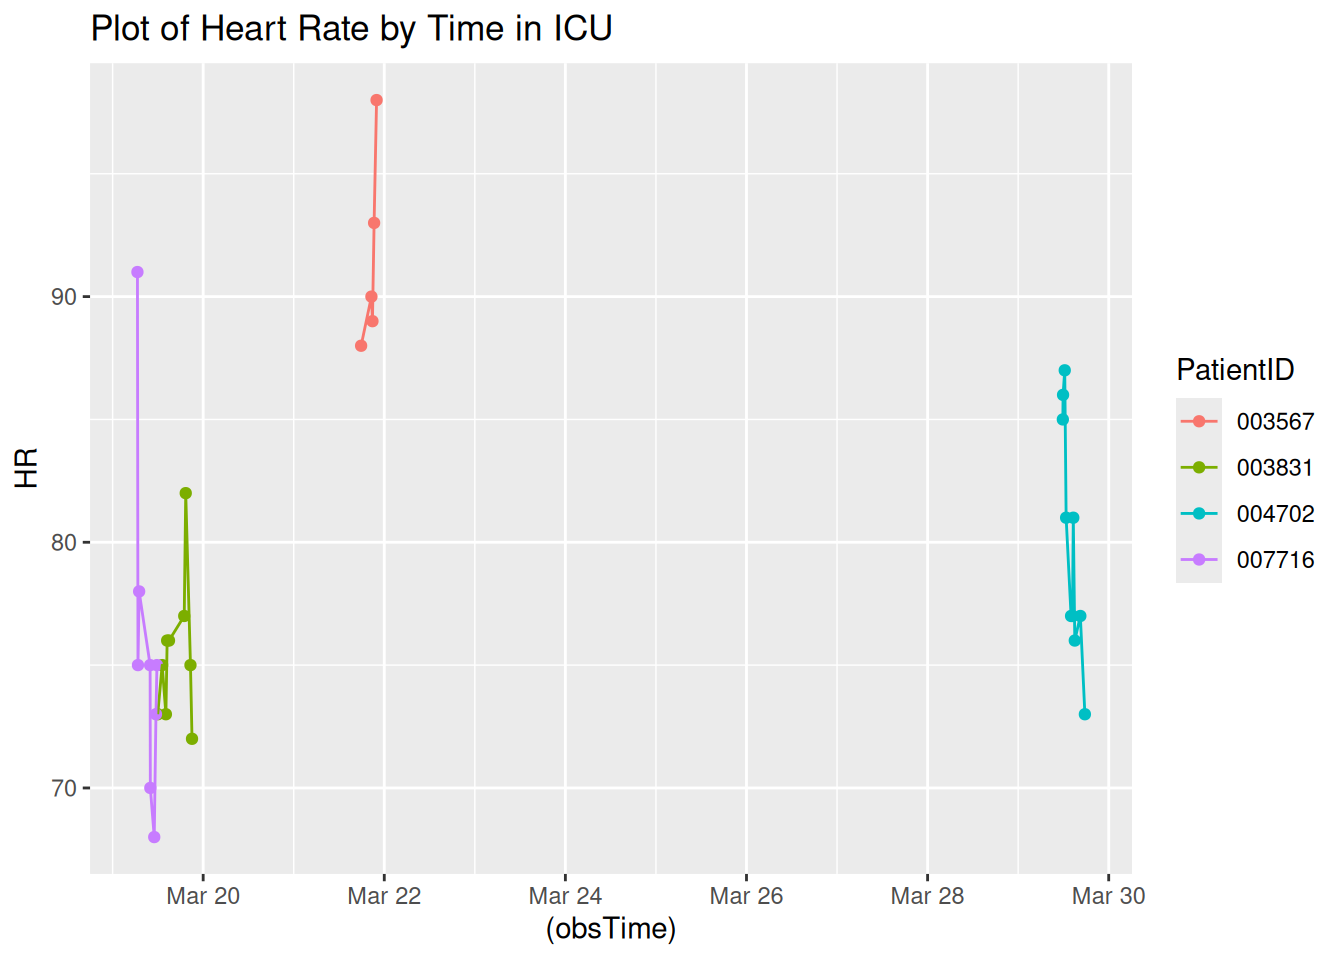 Plot of Heart Rate by Time in ICU
HR
90
80
70
Mar 20
Mar 22
Mar 24
Mar 26
Mar 28
Mar 30
(obsTime)
PatientID
003567
003831
004702
007716